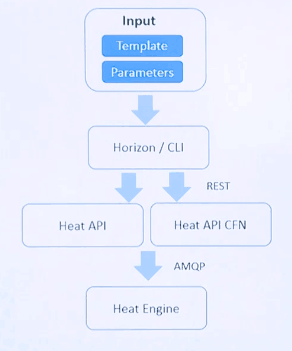 Input
Template
Parameters
Horizon / CLI
REST
Heat API
Heat API CFN
AMQP
Heat Engine